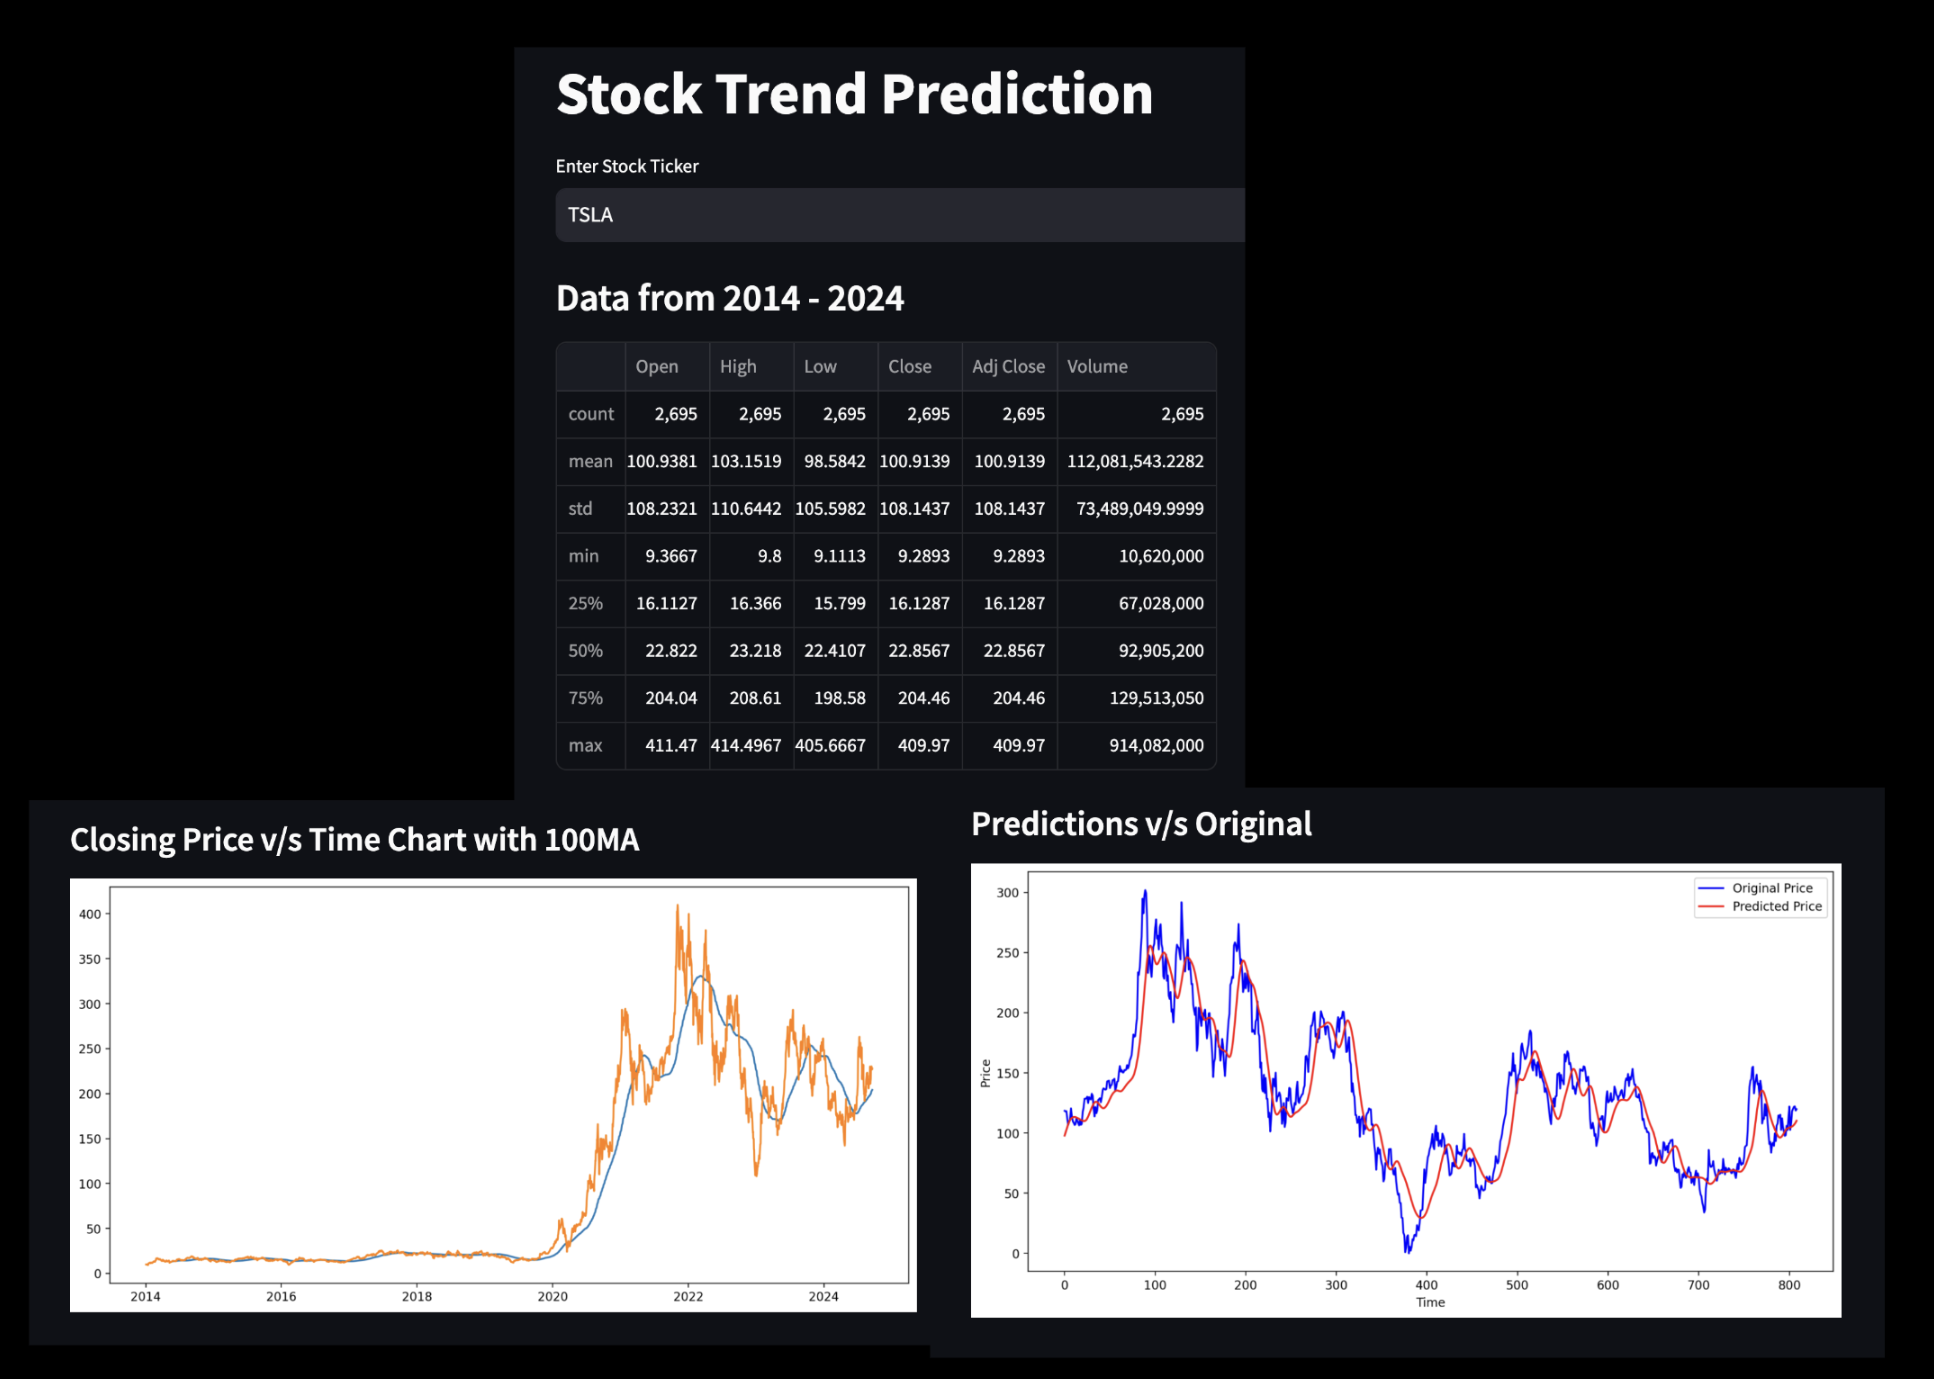 Stock Trend Prediction
Enter Stock Ticker
TSLA
Data from 2014 - 2024
Open High Low Close Adj Close Volume
count 2,695 2,695 2,695 2,695 2,695 2,695
mean 100.9381 103.1519 98.5842 100.9139 100.9139 112,081,543.2282
std 108.2321 110.6442 105.5982 108.1437 108.1437 73,489,049.9999
min 9.3667 9.8 9.1113 9.2893 9.2893 10,620,000
25% 16.1127 16.366 15.799 16.1287 16.1287 67,028,000
50% 22.822 23.218 22.4107 22.8567 22.8567 92,905,200
75% 204.04 208.61 198.58 204.46 204.46 129,513,050
max 411.47 414.4967 405.6667 409.97 409.97 914,082,000
Closing Price v/s Time Chart with 100MA
400
350
300
250
200
150
100
50
0
2014 2016 2018 2020 2022 2024
Predictions v/s Original
Original Price
Predicted Price
300
250
200
150
100
50
0
Price
0 100 200 300 400 500 600 700 800
Time